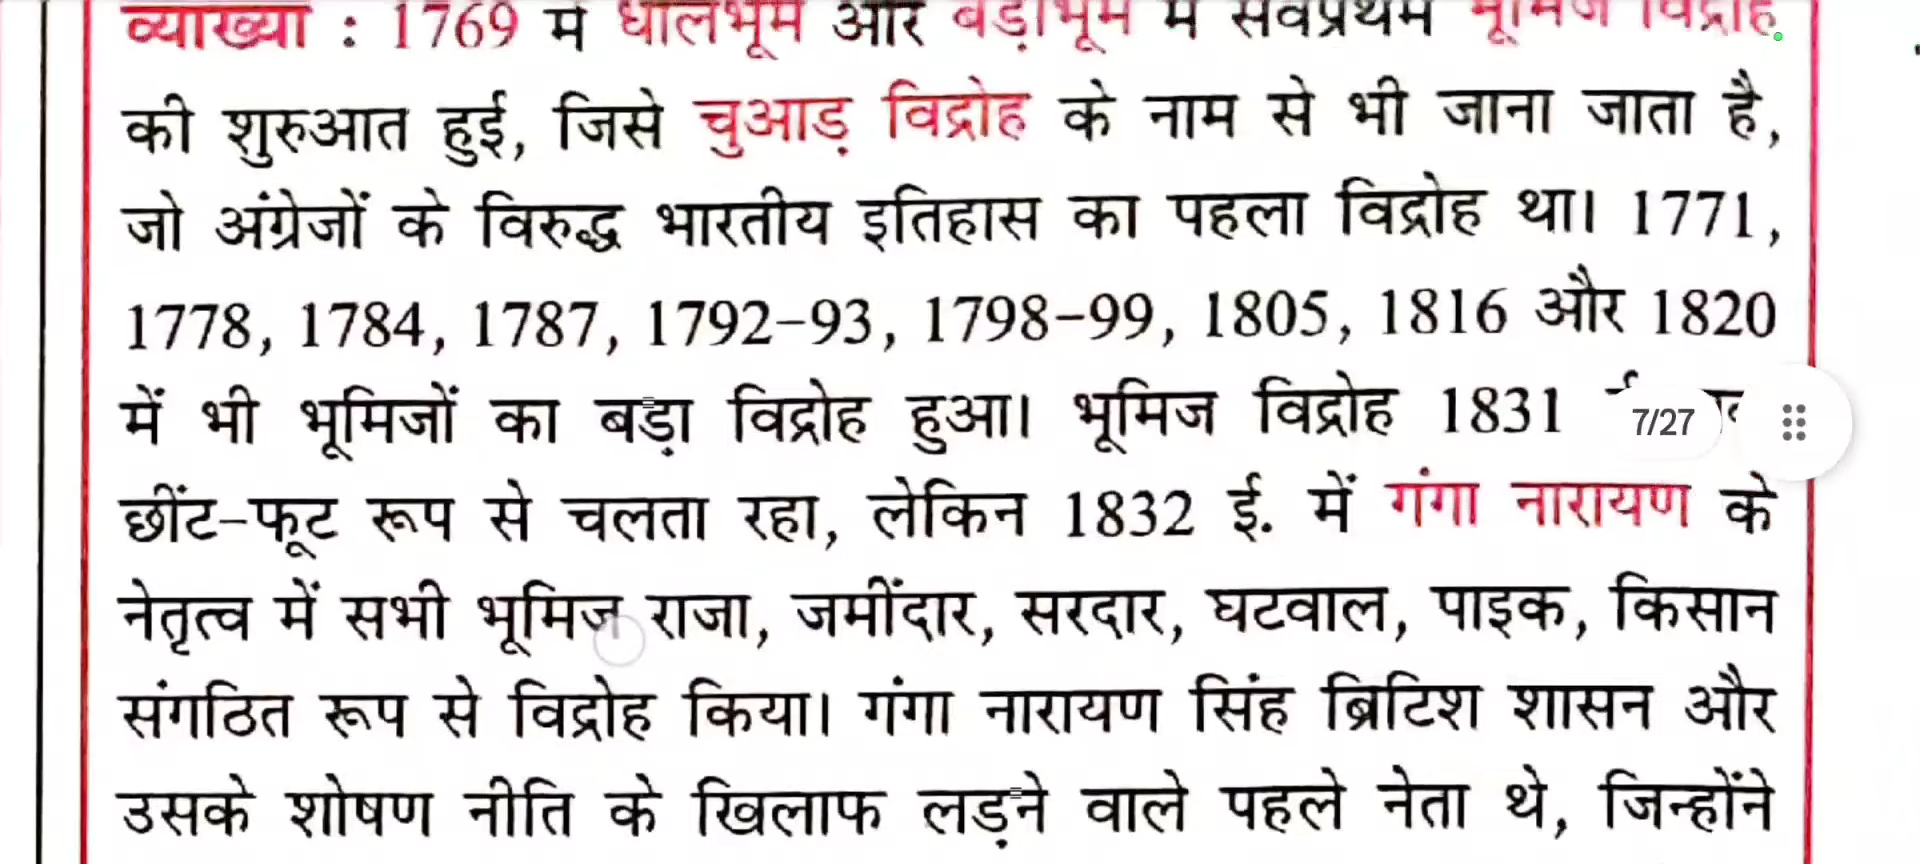 व्याख्या : 1769 में धालभूम और बड़ाभूम में सर्वप्रथम भूमिज विद्रोह
की शुरुआत हुई, जिसे चुआड़ विद्रोह के नाम से भी जाना जाता है,
जो अंग्रेजों के विरुद्ध भारतीय इतिहास का पहला विद्रोह था। 1771,
1778, 1784, 1787, 1792-93, 1798-99, 1805, 1816 और 1820
में भी भूमिजों का बड़ा विद्रोह हुआ। भूमिज विद्रोह 1831
7/27
छींट-फूट रूप से चलता रहा, लेकिन 1832 ई. में गंगा नारायण के
नेतृत्व में सभी भूमिज राजा, जमींदार, सरदार, घटवाल, पाइक, किसान
संगठित रूप से विद्रोह किया। गंगा नारायण सिंह ब्रिटिश शासन और
उसके शोषण नीति के खिलाफ लड़ने वाले पहले नेता थे, जिन्होंने